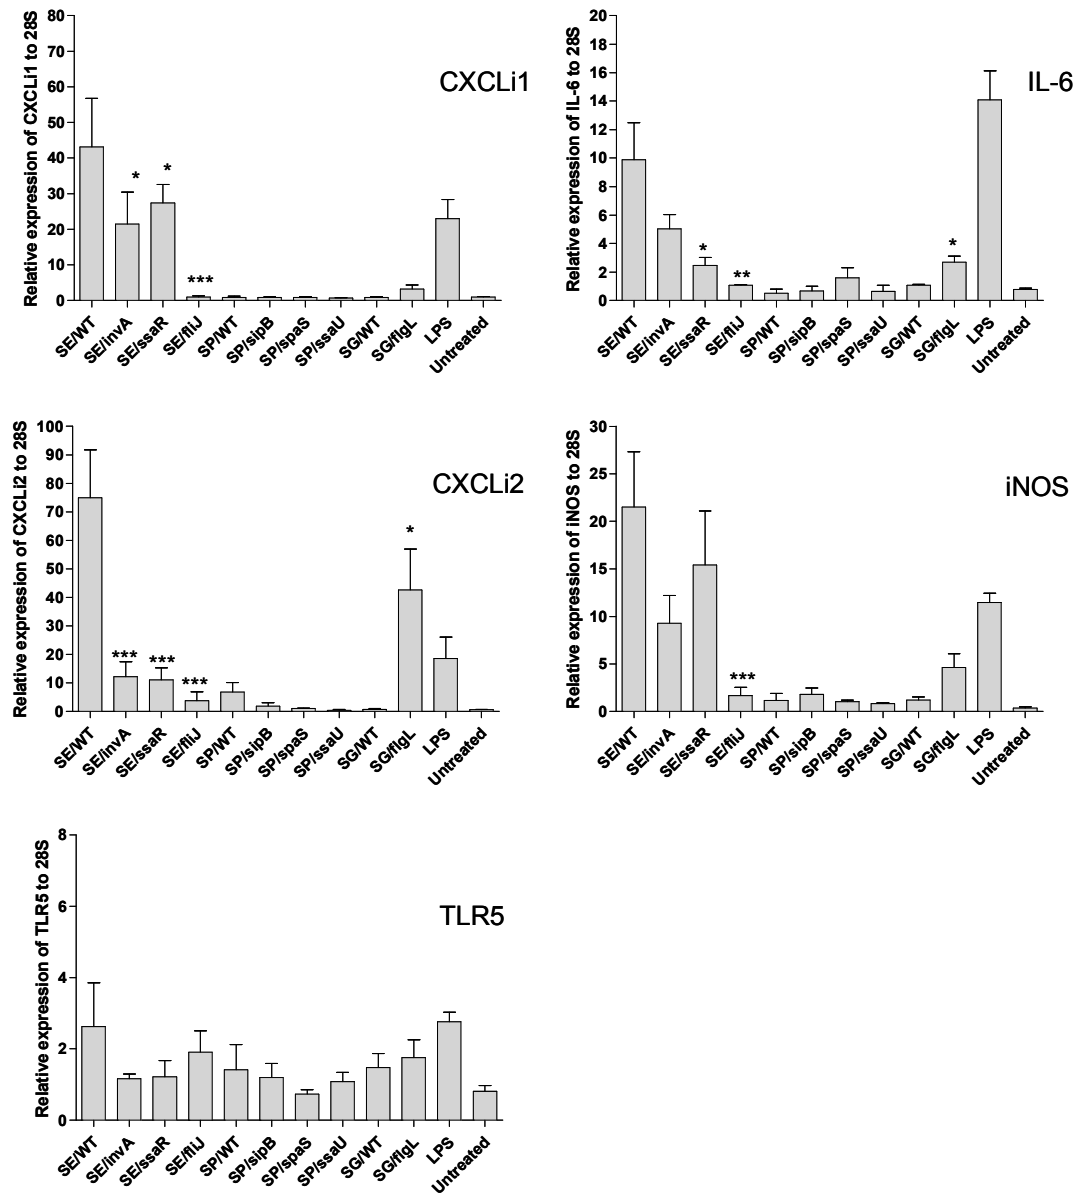 Relative expression of CXCLi1 to 28S
80
70
60
50
40
30
20
10
0
CXCLi1
*
*
***
SE/WT
SE/invA
SE/ssaR
SE/fliJ
SP/WT
SP/sipB
SP/spaS
SP/ssaU
SG/WT
SG/flgL
LPS
Untreated
Relative expression of IL-6 to 28S
20
18
16
14
12
10
8
6
4
2
0
IL-6
*
**
*
SE/WT
SE/invA
SE/ssaR
SE/fliJ
SP/WT
SP/sipB
SP/spaS
SP/ssaU
SG/WT
SG/flgL
LPS
Untreated
Relative expression of CXCLi2 to 28S
100
90
80
70
60
50
40
30
20
10
0
CXCLi2
***
***
***
*
SE/WT
SE/invA
SE/ssaR
SE/fliJ
SP/WT
SP/sipB
SP/spaS
SP/ssaU
SG/WT
SG/flgL
LPS
Untreated
Relative expression of iNOS to 28S
30
25
20
15
10
5
0
iNOS
***
SE/WT
SE/invA
SE/ssaR
SE/fliJ
SP/WT
SP/sipB
SP/spaS
SP/ssaU
SG/WT
SG/flgL
LPS
Untreated
Relative expression of TLR5 to 28S
8
6
4
2
0
TLR5
SE/WT
SE/invA
SE/ssaR
SE/fliJ
SP/WT
SP/sipB
SP/spaS
SP/ssaU
SG/WT
SG/flgL
LPS
Untreated